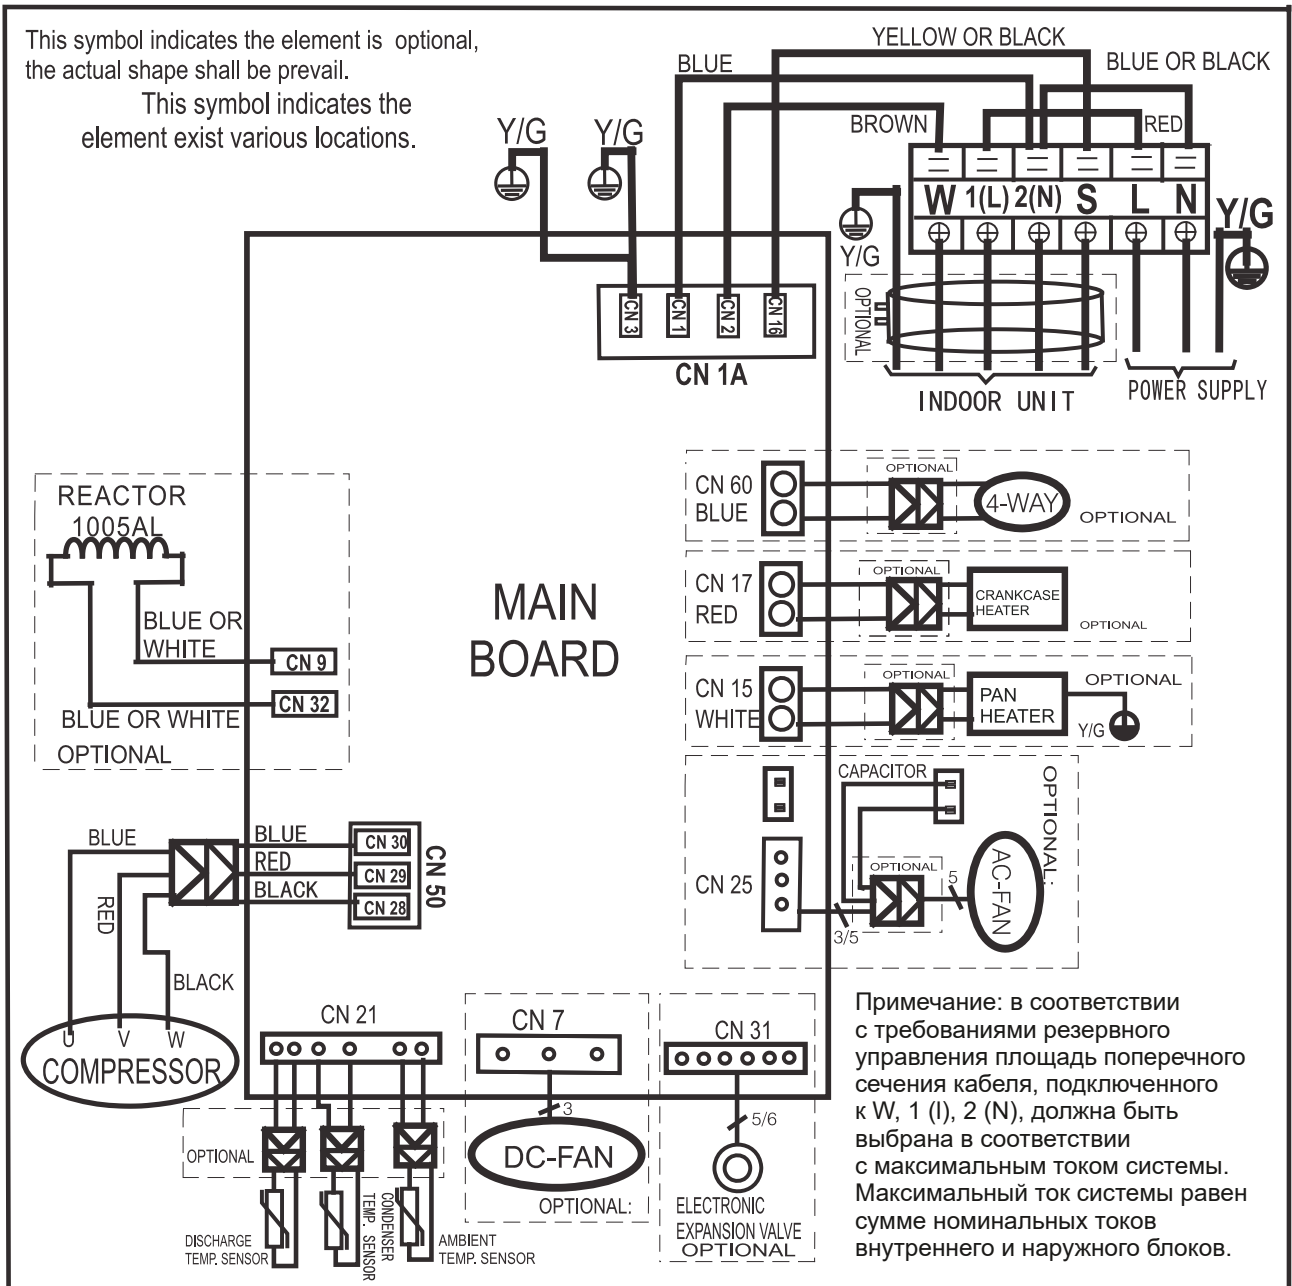 This symbol indicates the element is optional,
the actual shape shall be prevail.
This symbol indicates the
element exist various locations.
YELLOW OR BLACK
BLUE
BLUE OR BLACK
BROWN
RED
Y/G
Y/G
W 1(L) 2(N) S L N
Y/G
Y/G
OPTIONAL
CN 3
CN 1
CN 2
CN 16
CN 1A
INDOOR UNIT
POWER SUPPLY
REACTOR
1005AL
BLUE OR
WHITE
CN 9
BLUE OR WHITE
CN 32
OPTIONAL
MAIN
BOARD
CN 60
BLUE
OPTIONAL
4-WAY
OPTIONAL
CN 17
RED
OPTIONAL
CRANKCASE
HEATER
OPTIONAL
CN 15
WHITE
OPTIONAL
PAN
HEATER
OPTIONAL
Y/G
CAPACITOR
OPTIONAL:
CN 25
OPTIONAL
3/5
5
AC-FAN
BLUE
RED
BLACK
BLUE
RED
BLACK
CN 30
CN 29
CN 28
CN 50
U V W
COMPRESSOR
CN 21
OPTIONAL
DISCHARGE
TEMP. SENSOR
CONDENSER
TEMP. SENSOR
AMBIENT
TEMP. SENSOR
CN 7
3
DC-FAN
OPTIONAL:
CN 31
5/6
ELECTRONIC
EXPANSION VALVE
OPTIONAL
Примечание: в соответствии
с требованиями резервного
управления площадь поперечного
сечения кабеля, подключенного
к W, 1 (l), 2 (N), должна быть
выбрана в соответствии
с максимальным током системы.
Максимальный ток системы равен
сумме номинальных токов
внутреннего и наружного блоков.